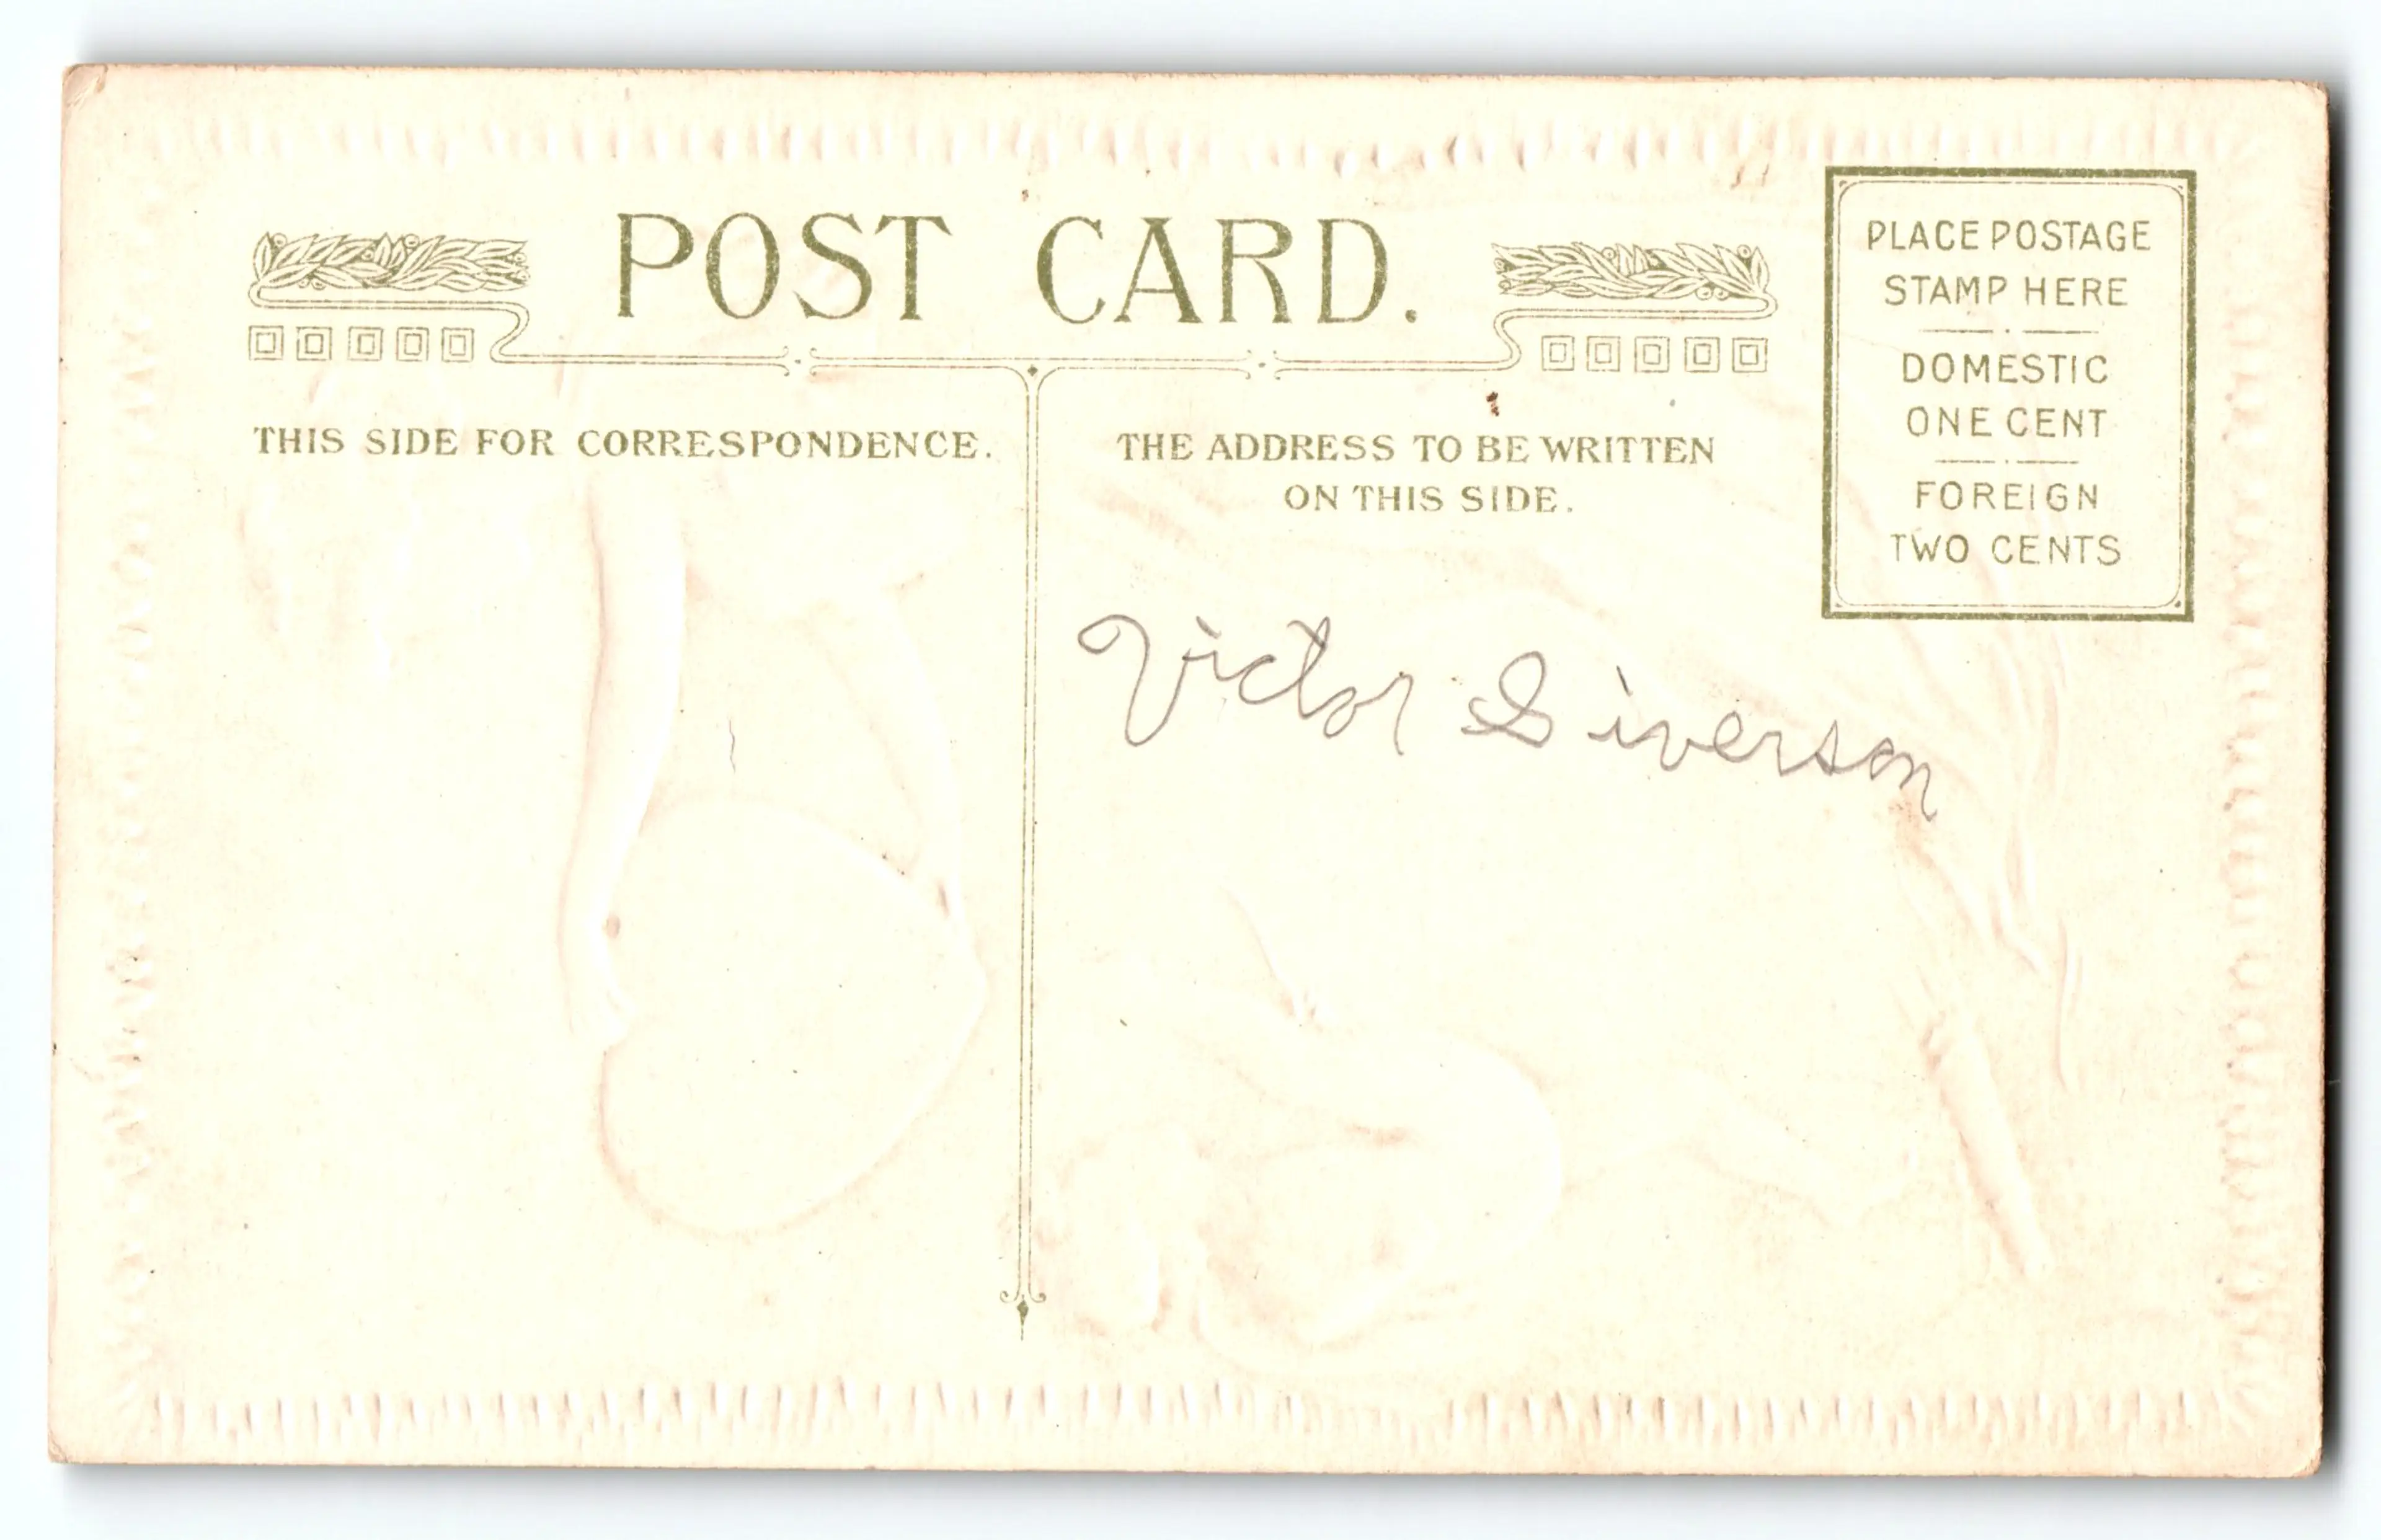 POST CARD.
THIS SIDE FOR CORRESPONDENCE.
THE ADDRESS TO BE WRITTEN
ON THIS SIDE.
PLACE POSTAGE
STAMP HERE
DOMESTIC
ONE CENT
FOREIGN
TWO CENTS
Victor Siverson